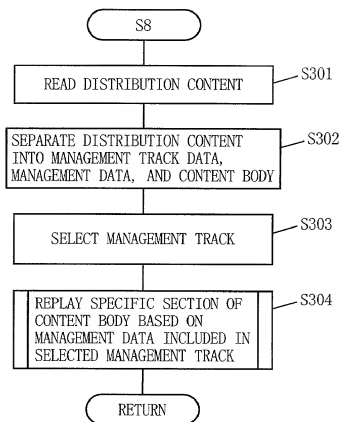 S8
READ DISTRIBUTION CONTENT
S301
SEPARATE DISTRIBUTION CONTENT
INTO MANAGEMENT TRACK DATA,
MANAGEMENT DATA, AND CONTENT BODY
S302
SELECT MANAGEMENT TRACK
S303
REPLAY SPECIFIC SECTION OF
CONTENT BODY BASED ON
MANAGEMENT DATA INCLUDED IN
SELECTED MANAGEMENT TRACK
S304
RETURN